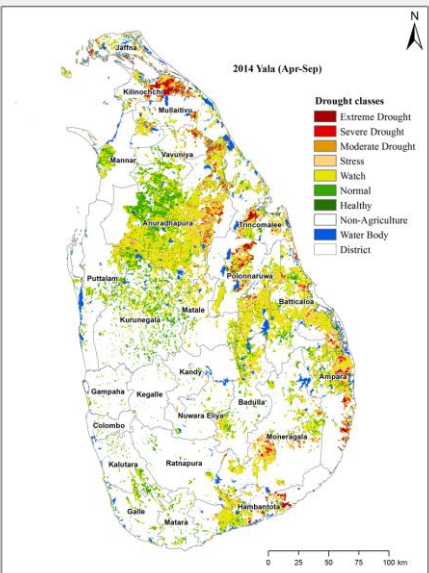 N
2014 Yala (Apr-Sep)
Drought classes
Extreme Drought
Severe Drought
Moderate Drought
Stress
Watch
Normal
Healthy
Non-Agriculture
Water Body
District
Jaffna
Kilinochchi
Mullaitivu
Vavuniya
Mannar
Anuradhapura
Trincomalee
Polonnaruwa
Puttalam
Batticaloa
Matale
Kurunegala
Kandy
Ampara
Gampaha
Kegalle
Nuwara Eliya
Badulla
Colombo
Moneragala
Kalutara
Ratnapura
Hambantota
Galle
Matara
0 25 50 75 100 km